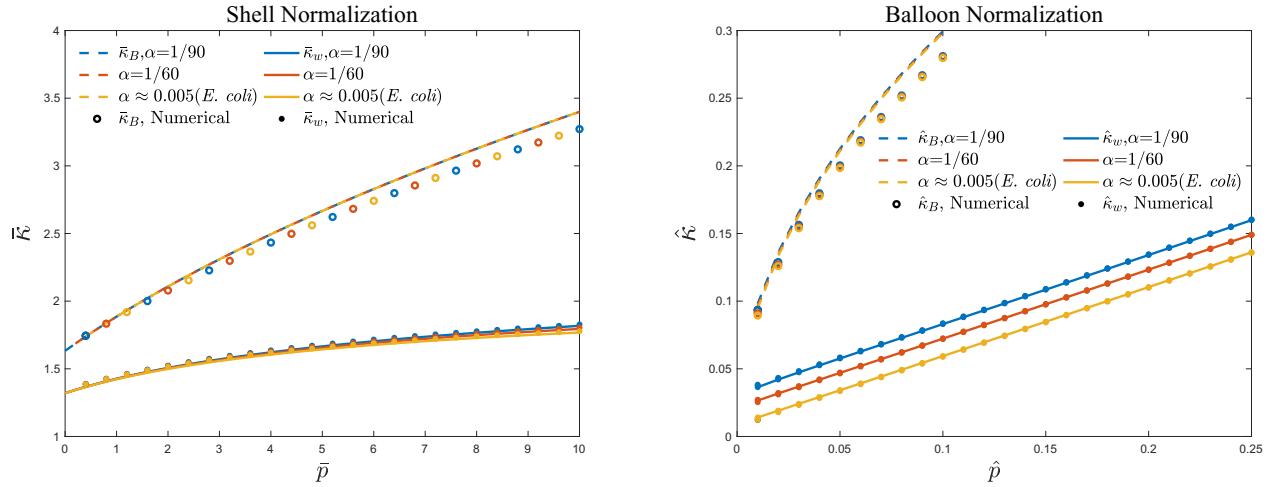 Shell Normalization
κ̄_B,α=1/90 κ̄_w,α=1/90
α=1/60 α=1/60
α ≈ 0.005(E. coli) α ≈ 0.005(E. coli)
κ̄_B, Numerical κ̄_w, Numerical
4
3.5
3
2.5
2
1.5
1
κ̄
0 1 2 3 4 5 6 7 8 9 10
p̄
Balloon Normalization
κ̂_B,α=1/90 κ̂_w,α=1/90
α=1/60 α=1/60
α ≈ 0.005(E. coli) α ≈ 0.005(E. coli)
κ̂_B, Numerical κ̂_w, Numerical
0.3
0.25
0.2
0.15
0.1
0.05
0
κ̂
0 0.05 0.1 0.15 0.2 0.25
p̂